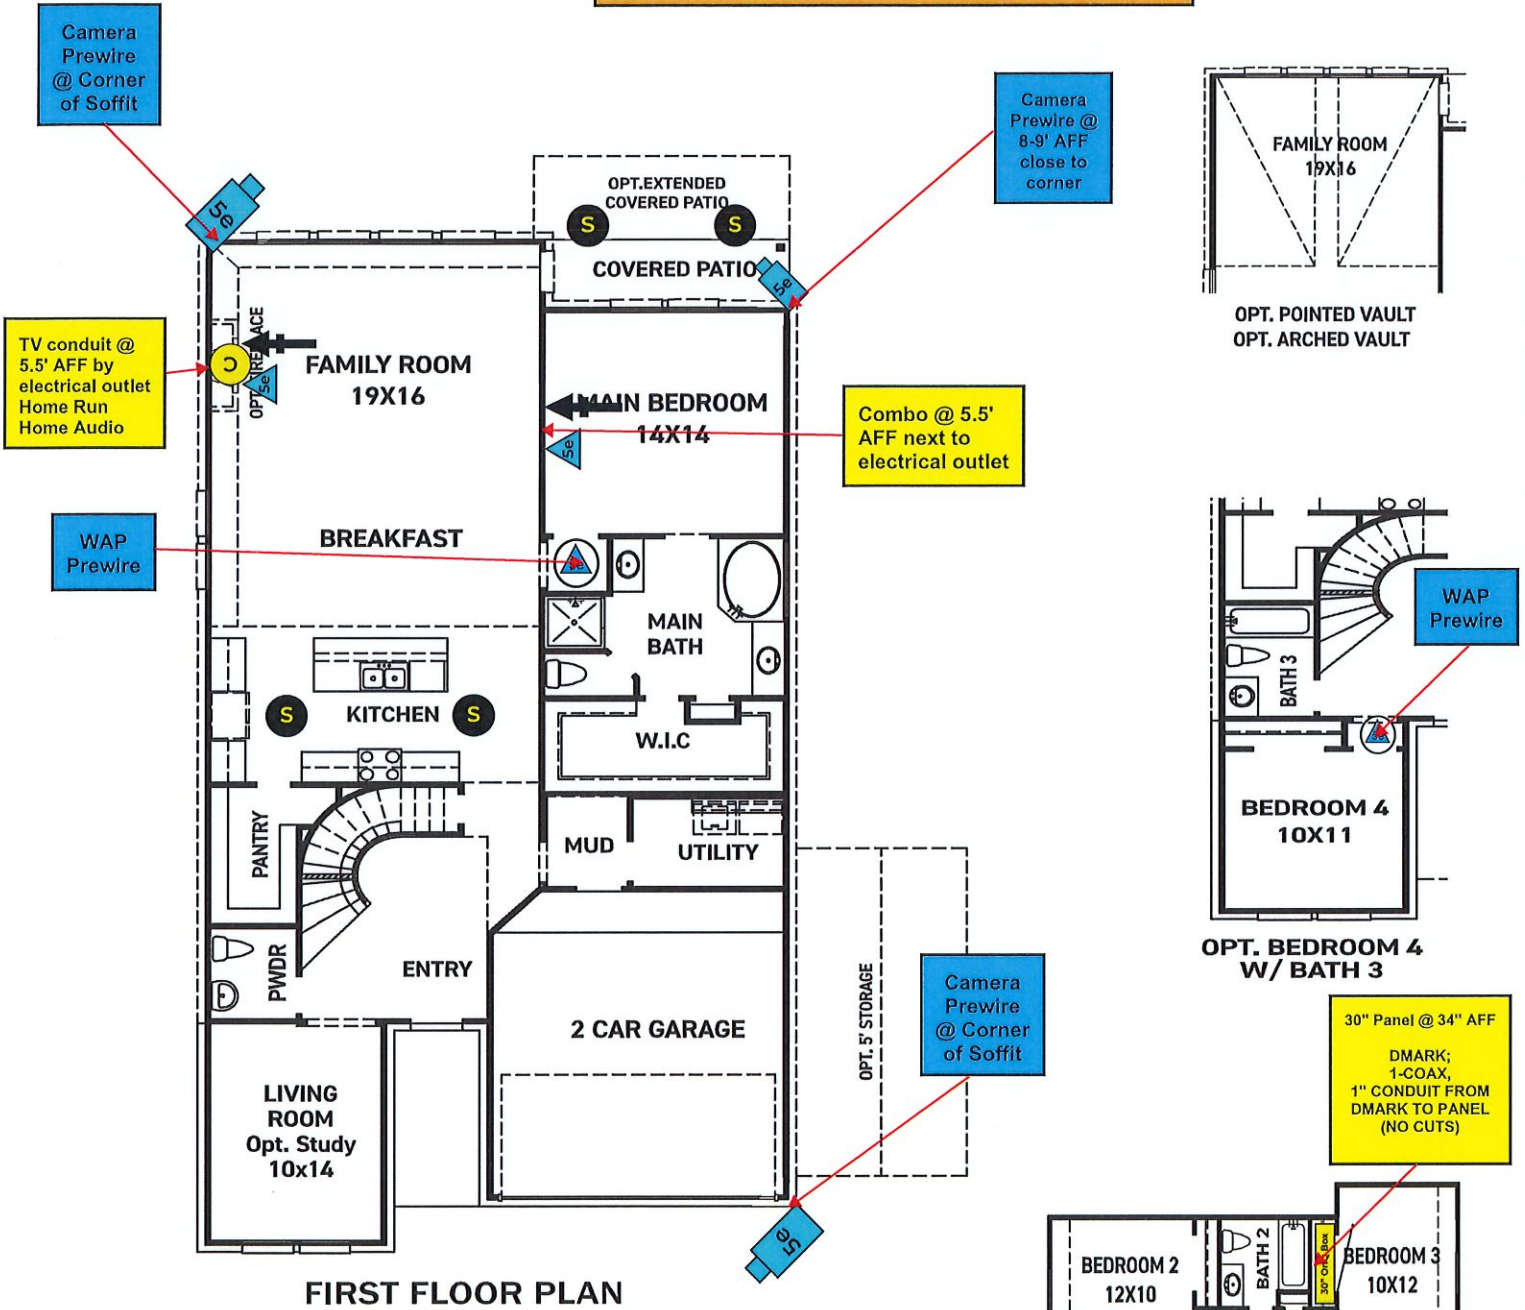 Camera
Prewire
@ Corner
of Soffit
Camera
Prewire @
8-9' AFF
close to
corner
FAMILY ROOM
19X16
OPT. POINTED VAULT
OPT. ARCHED VAULT
OPT.EXTENDED
COVERED PATIO
S
S
5e
COVERED PATIO
5e
TV conduit @
5.5' AFF by
electrical outlet
Home Run
Home Audio
C
5e
FAMILY ROOM
19X16
MAIN BEDROOM
14X14
5e
Combo @ 5.5'
AFF next to
electrical outlet
BREAKFAST
WAP
Prewire
MAIN
BATH
WAP
Prewire
BATH 3
S
KITCHEN
S
W.I.C
BEDROOM 4
10X11
OPT. BEDROOM 4
W/ BATH 3
PANTRY
MUD
UTILITY
PWDR
ENTRY
2 CAR GARAGE
OPT. 5' STORAGE
Camera
Prewire
@ Corner
of Soffit
30" Panel @ 34" AFF
DMARK;
1-COAX,
1" CONDUIT FROM
DMARK TO PANEL
(NO CUTS)
LIVING
ROOM
Opt. Study
10x14
5e
FIRST FLOOR PLAN
BEDROOM 2
12X10
BATH 2
BEDROOM 3
10X12